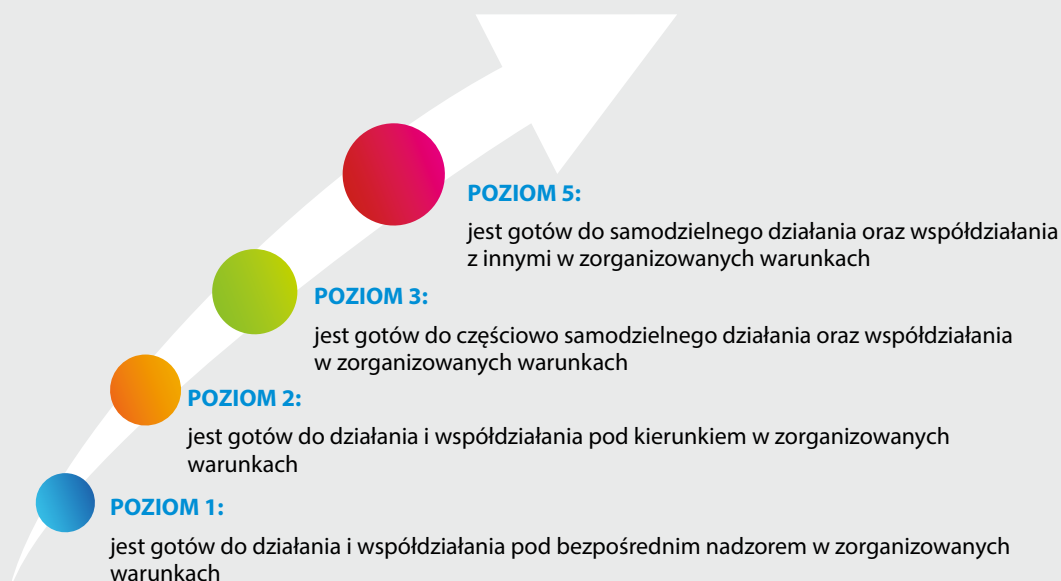 POZIOM 5:
jest gotów do samodzielnego działania oraz współdziałania
z innymi w zorganizowanych warunkach
POZIOM 3:
jest gotów do częściowo samodzielnego działania oraz współdziałania
w zorganizowanych warunkach
POZIOM 2:
jest gotów do działania i współdziałania pod kierunkiem w zorganizowanych
warunkach
POZIOM 1:
jest gotów do działania i współdziałania pod bezpośrednim nadzorem w zorganizowanych
warunkach